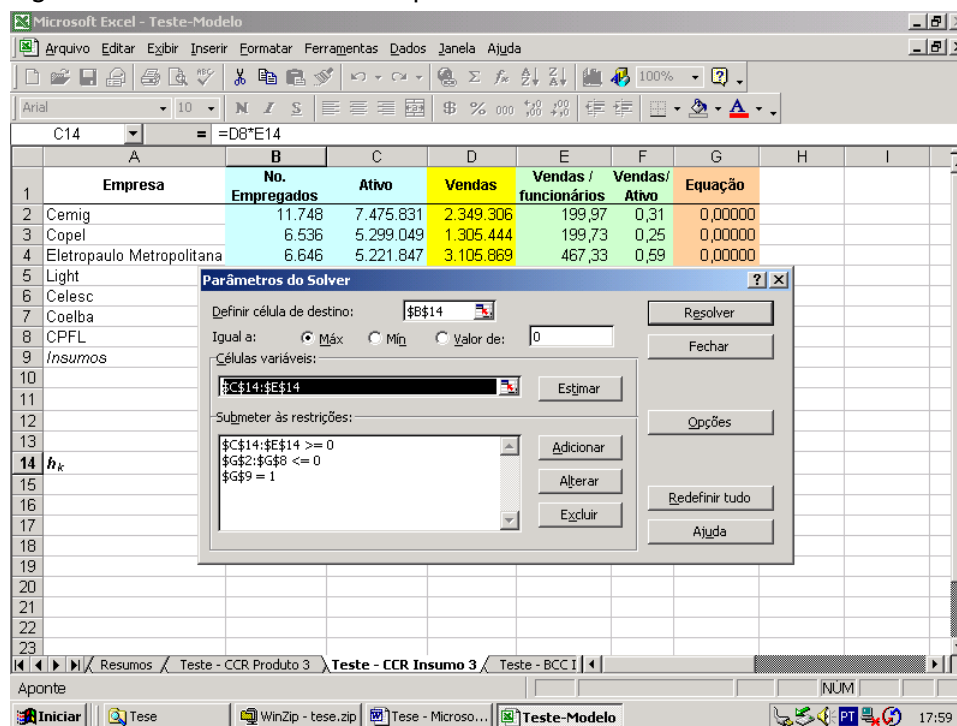 Microsoft Excel - Teste-Modelo
Arquivo Editar Exibir Inserir Formatar Ferramentas Dados Janela Ajuda
100%
Arial 10 N I S % 000
C14 = =D8*E14
A B C D E F G H I
1 Empresa No. Empregados Ativo Vendas Vendas / funcionários Vendas/ Ativo Equação
2 Cemig 11.748 7.475.831 2.349.306 199,97 0,31 0,00000
3 Copel 6.536 5.299.049 1.305.444 199,73 0,25 0,00000
4 Eletropaulo Metropolitana 6.646 5.221.847 3.105.869 467,33 0,59 0,00000
5 Light
6 Celesc
7 Coelba
8 CPFL
9 Insumos
10
11
12
13
14 hk
15
16
17
18
19
20
21
22
23
Parâmetros do Solver
Definir célula de destino: $B$14
Igual a: Máx Mín Valor de: 0
Células variáveis:
$C$14:$E$14
Estimar
Submeter às restrições:
$C$14:$E$14 >= 0
$G$2:$G$8 <= 0
$G$9 = 1
Adicionar
Alterar
Excluir
Resolver
Fechar
Opções
Redefinir tudo
Ajuda
Resumos Teste - CCR Produto 3 Teste - CCR Insumo 3 Teste - BCC I
Aponte NÚM
Iniciar Tese WinZip - tese.zip Tese - Microso... Teste-Modelo PT 17:59